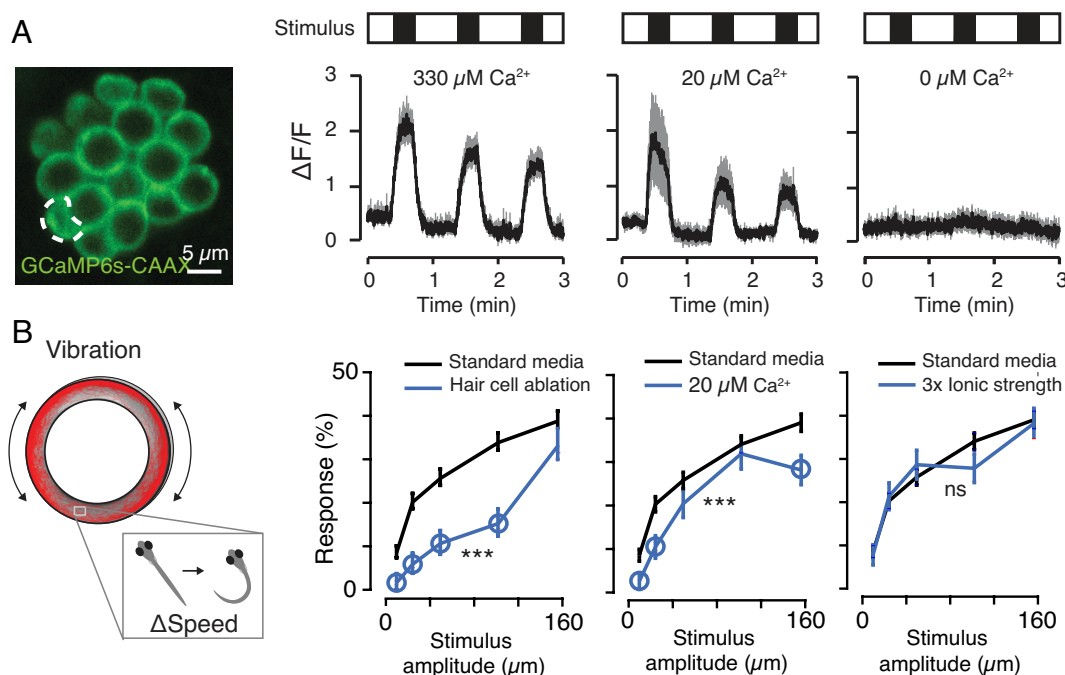 A
Stimulus
330 µM Ca²⁺
20 µM Ca²⁺
0 µM Ca²⁺
3
2
1
0
ΔF/F
GCaMP6s-CAAX
5 µm
0 1 2 3
0 1 2 3
0 1 2 3
Time (min)
Time (min)
Time (min)
B
Vibration
ΔSpeed
Standard media
Hair cell ablation
Standard media
20 µM Ca²⁺
Standard media
3x Ionic strength
50
0
Response (%)
***
***
ns
0 160
0 160
0 160
Stimulus
amplitude (µm)
Stimulus
amplitude (µm)
Stimulus
amplitude (µm)